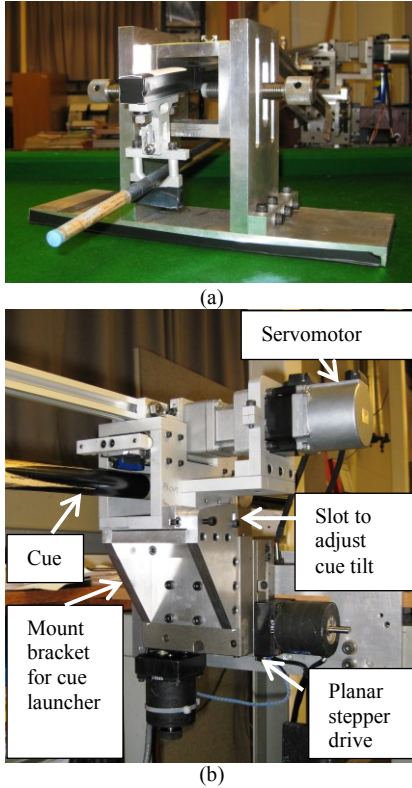 (a)
Servomotor
Cue
Slot to
adjust
cue tilt
Mount
bracket
for cue
launcher
Planar
stepper
drive
(b)